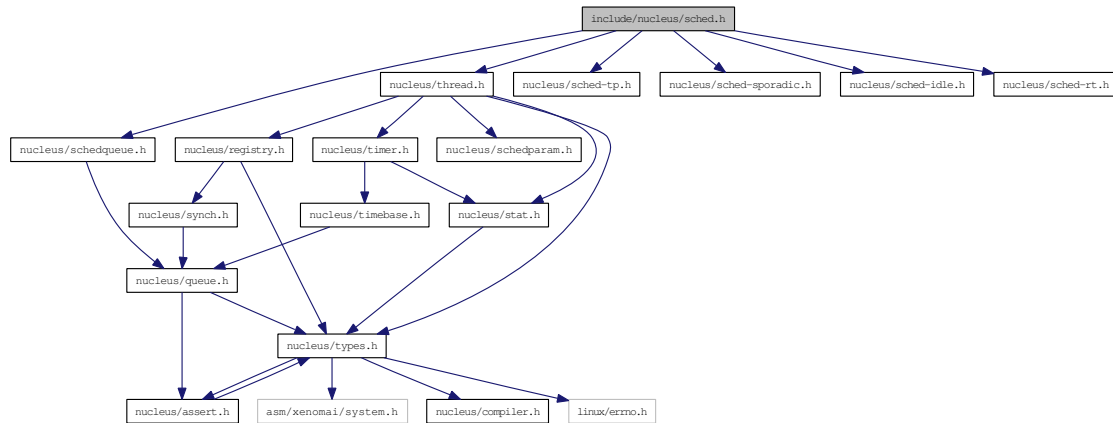 include/nucleus/sched.h
nucleus/thread.h
nucleus/sched-tp.h
nucleus/sched-sporadic.h
nucleus/sched-idle.h
nucleus/sched-rt.h
nucleus/schedqueue.h
nucleus/registry.h
nucleus/timer.h
nucleus/schedparam.h
nucleus/synch.h
nucleus/timebase.h
nucleus/stat.h
nucleus/queue.h
nucleus/types.h
nucleus/assert.h
asm/xenomai/system.h
nucleus/compiler.h
linux/errno.h